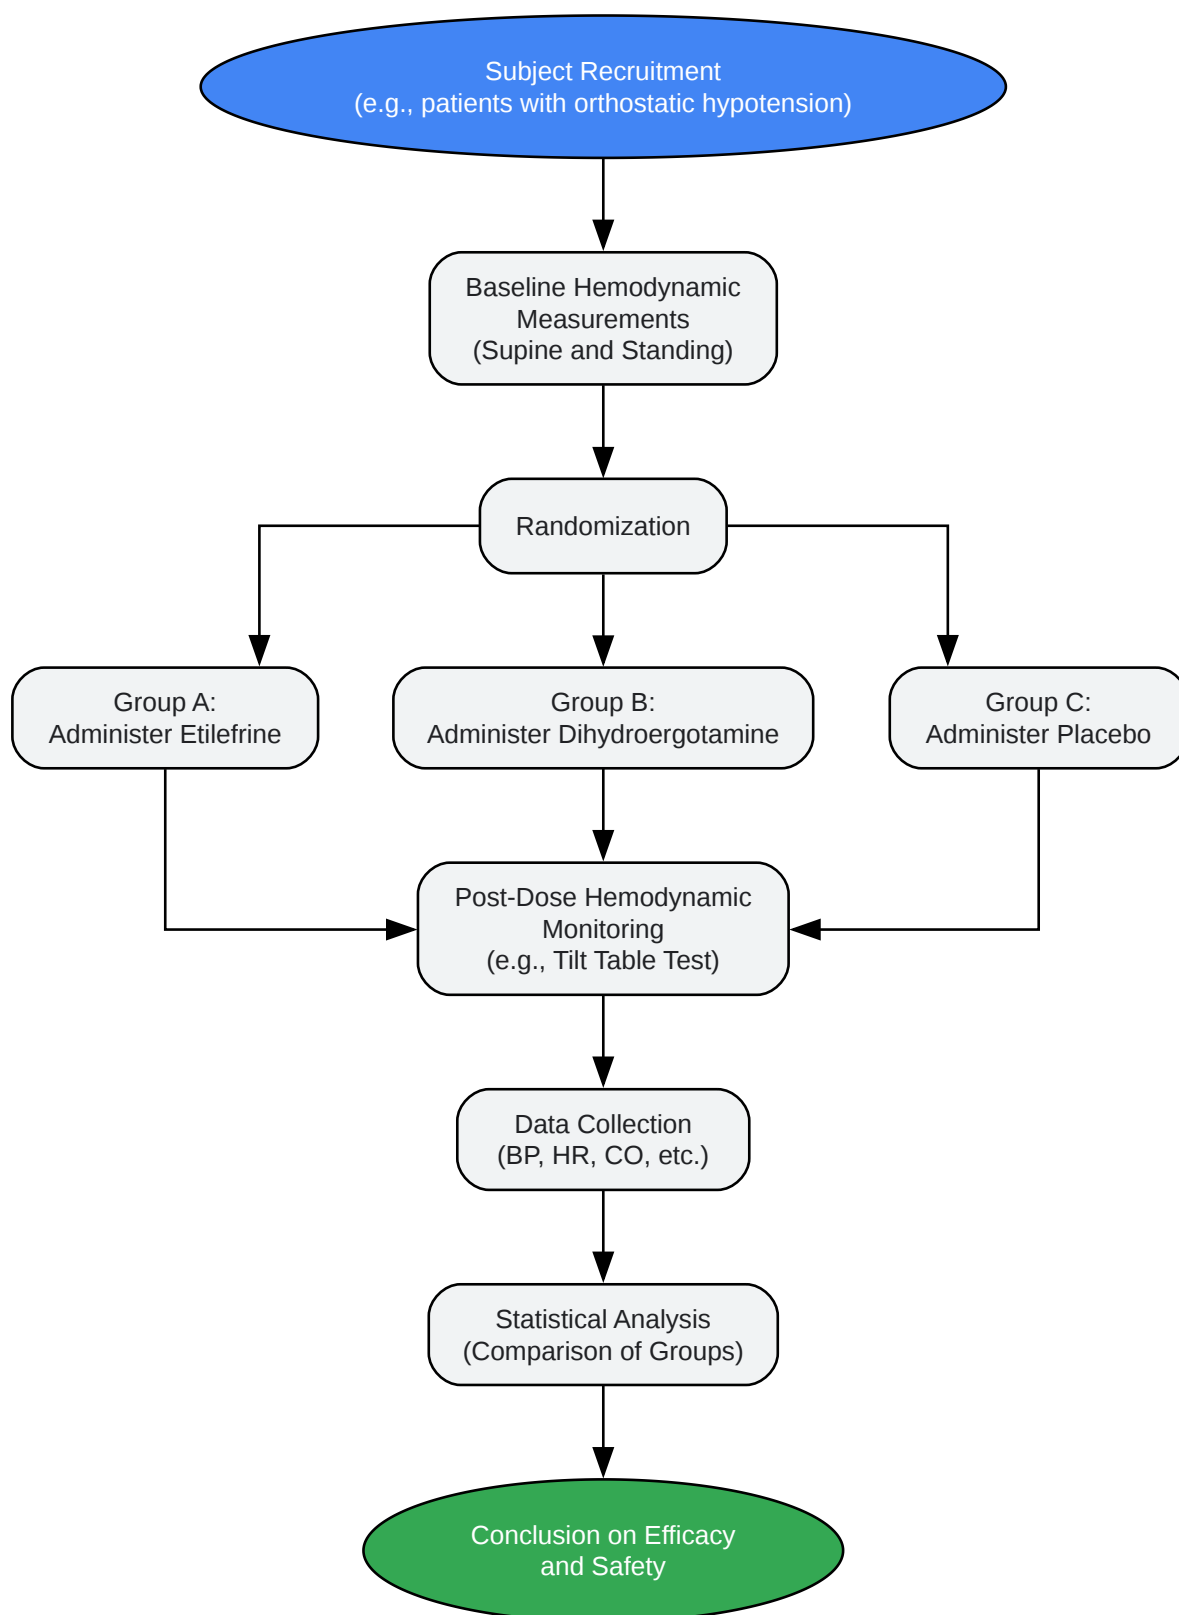 Subject Recruitment
(e.g., patients with orthostatic hypotension)
Baseline Hemodynamic
Measurements
(Supine and Standing)
Randomization
Group A:
Administer Etilefrine
Group B:
Administer Dihydroergotamine
Group C:
Administer Placebo
Post-Dose Hemodynamic
Monitoring
(e.g., Tilt Table Test)
Data Collection
(BP, HR, CO, etc.)
Statistical Analysis
(Comparison of Groups)
Conclusion on Efficacy
and Safety